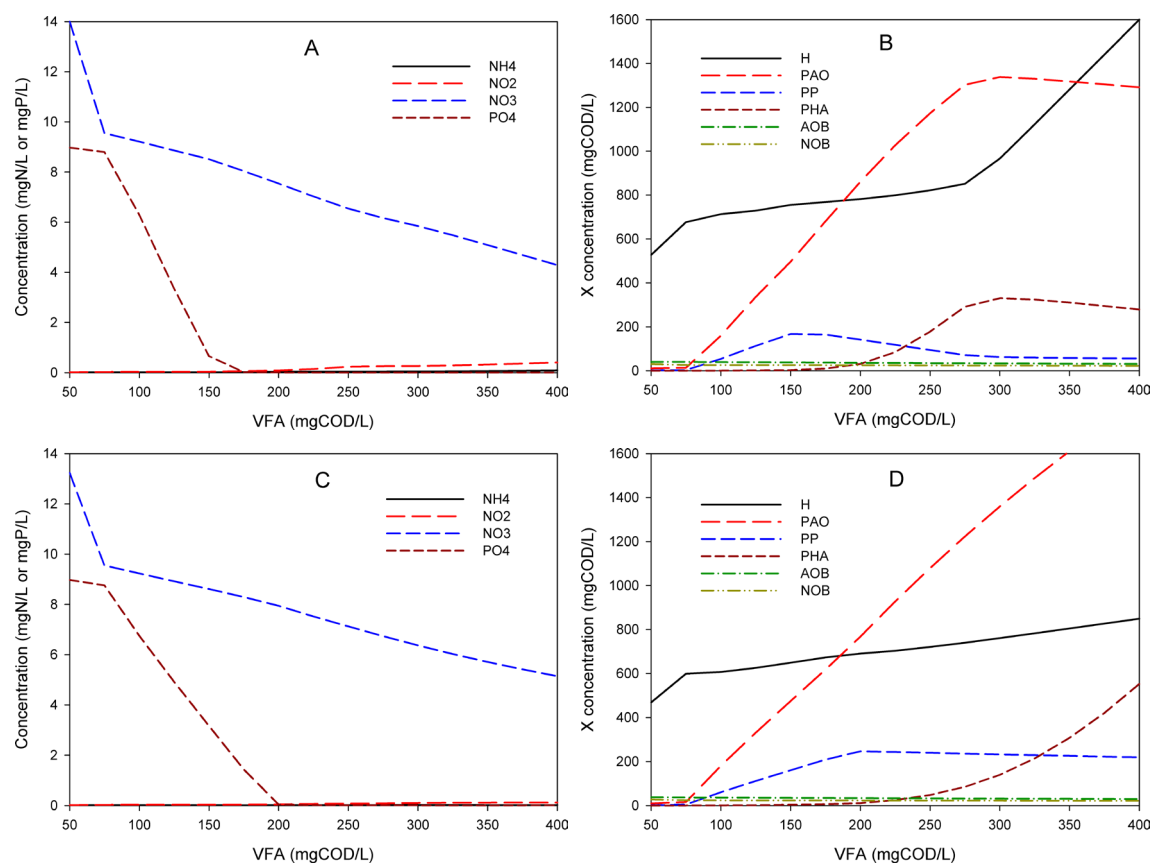 A
Concentration (mgN/L or mgP/L)
14
12
10
8
6
4
2
0
NH4
NO2
NO3
PO4
50 100 150 200 250 300 350 400
VFA (mgCOD/L)
B
X concentration (mgCOD/L)
1600
1400
1200
1000
800
600
400
200
0
H
PAO
PP
PHA
AOB
NOB
50 100 150 200 250 300 350 400
VFA (mgCOD/L)
C
Concentration (mgN/L or mgP/L)
14
12
10
8
6
4
2
0
NH4
NO2
NO3
PO4
50 100 150 200 250 300 350 400
VFA (mgCOD/L)
D
X concentration (mgCOD/L)
1600
1400
1200
1000
800
600
400
200
0
H
PAO
PP
PHA
AOB
NOB
50 100 150 200 250 300 350 400
VFA (mgCOD/L)